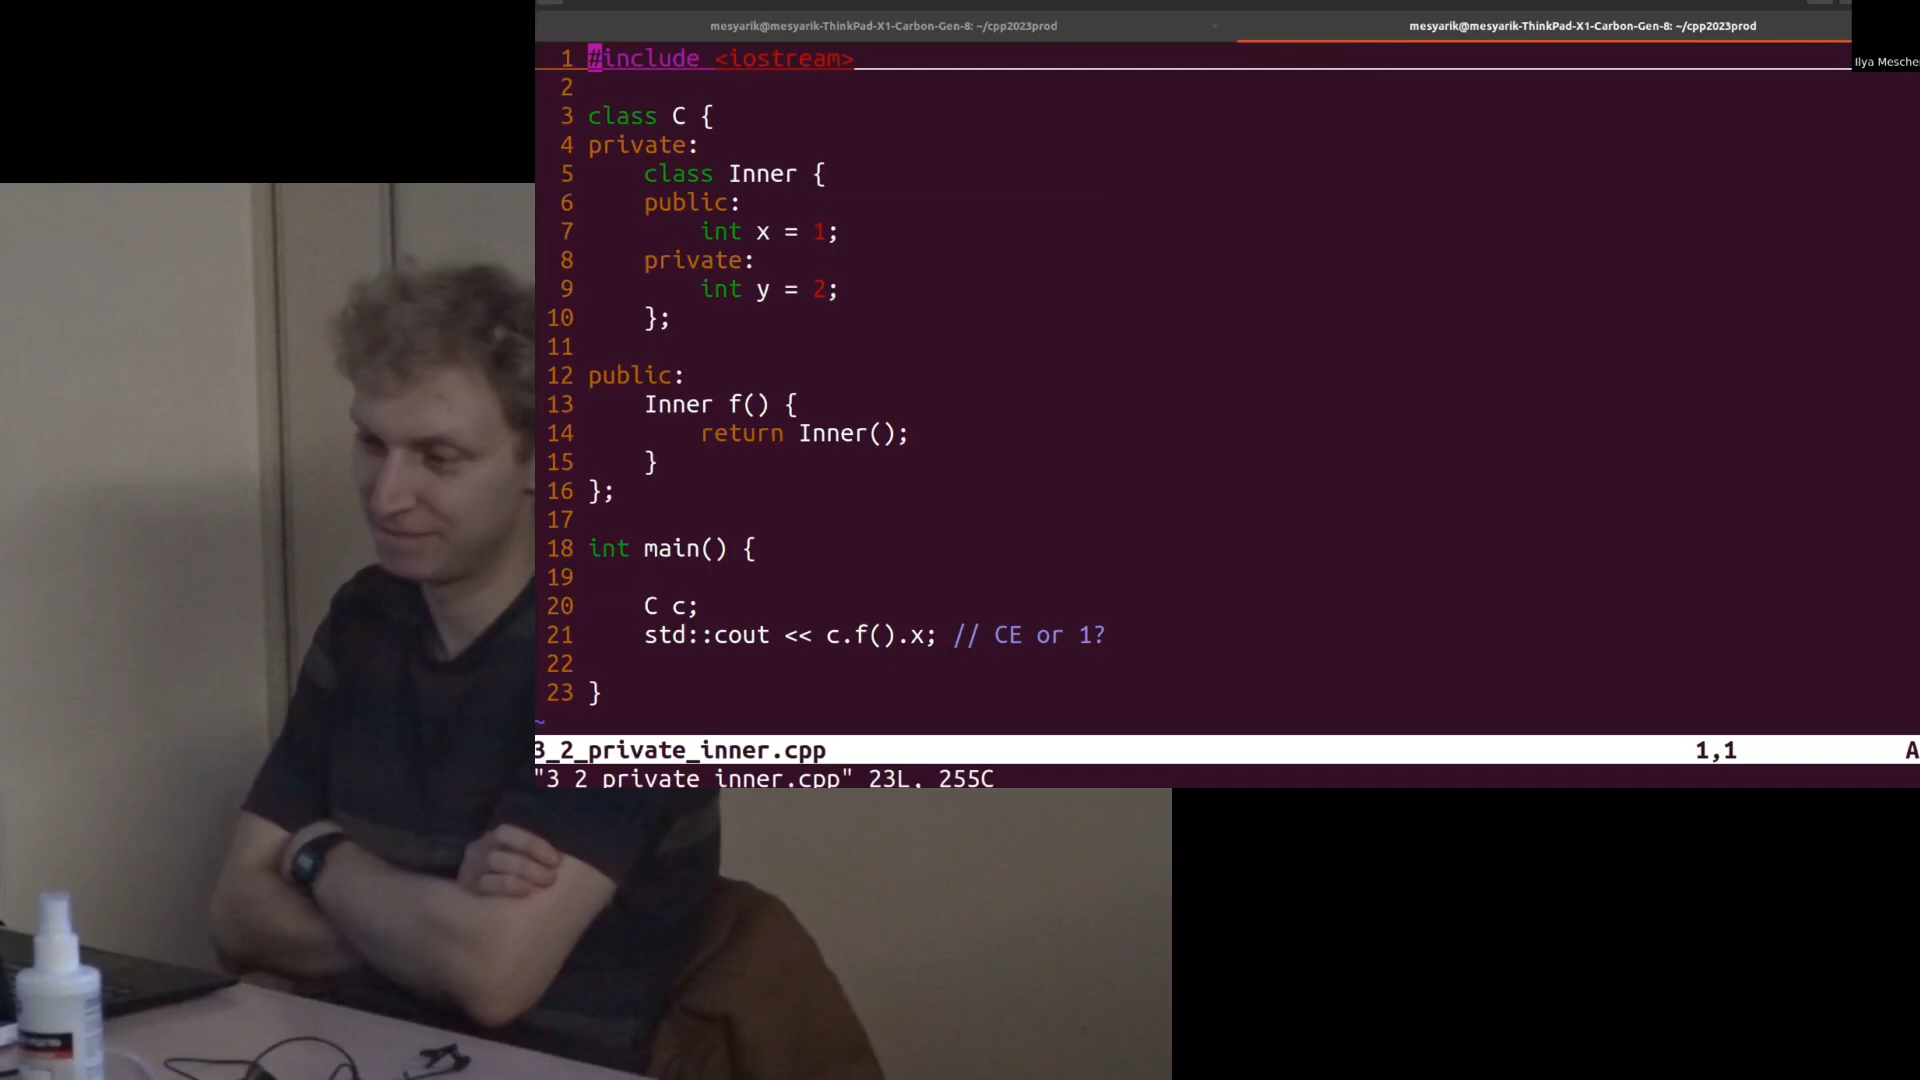 mesyarik@mesyarik-ThinkPad-X1-Carbon-Gen-8: ~/cpp2023prod × mesyarik@mesyarik-ThinkPad-X1-Carbon-Gen-8: ~/cpp2023prod
Ilya Mescher
1 #include <iostream>
2
3 class C {
4 private:
5     class Inner {
6     public:
7         int x = 1;
8     private:
9         int y = 2;
10     };
11
12 public:
13     Inner f() {
14         return Inner();
15     }
16 };
17
18 int main() {
19
20     C c;
21     std::cout << c.f().x; // CE or 1?
22
23 }
~
3_2_private_inner.cpp 1,1 A
"3_2_private_inner.cpp" 23L, 255C